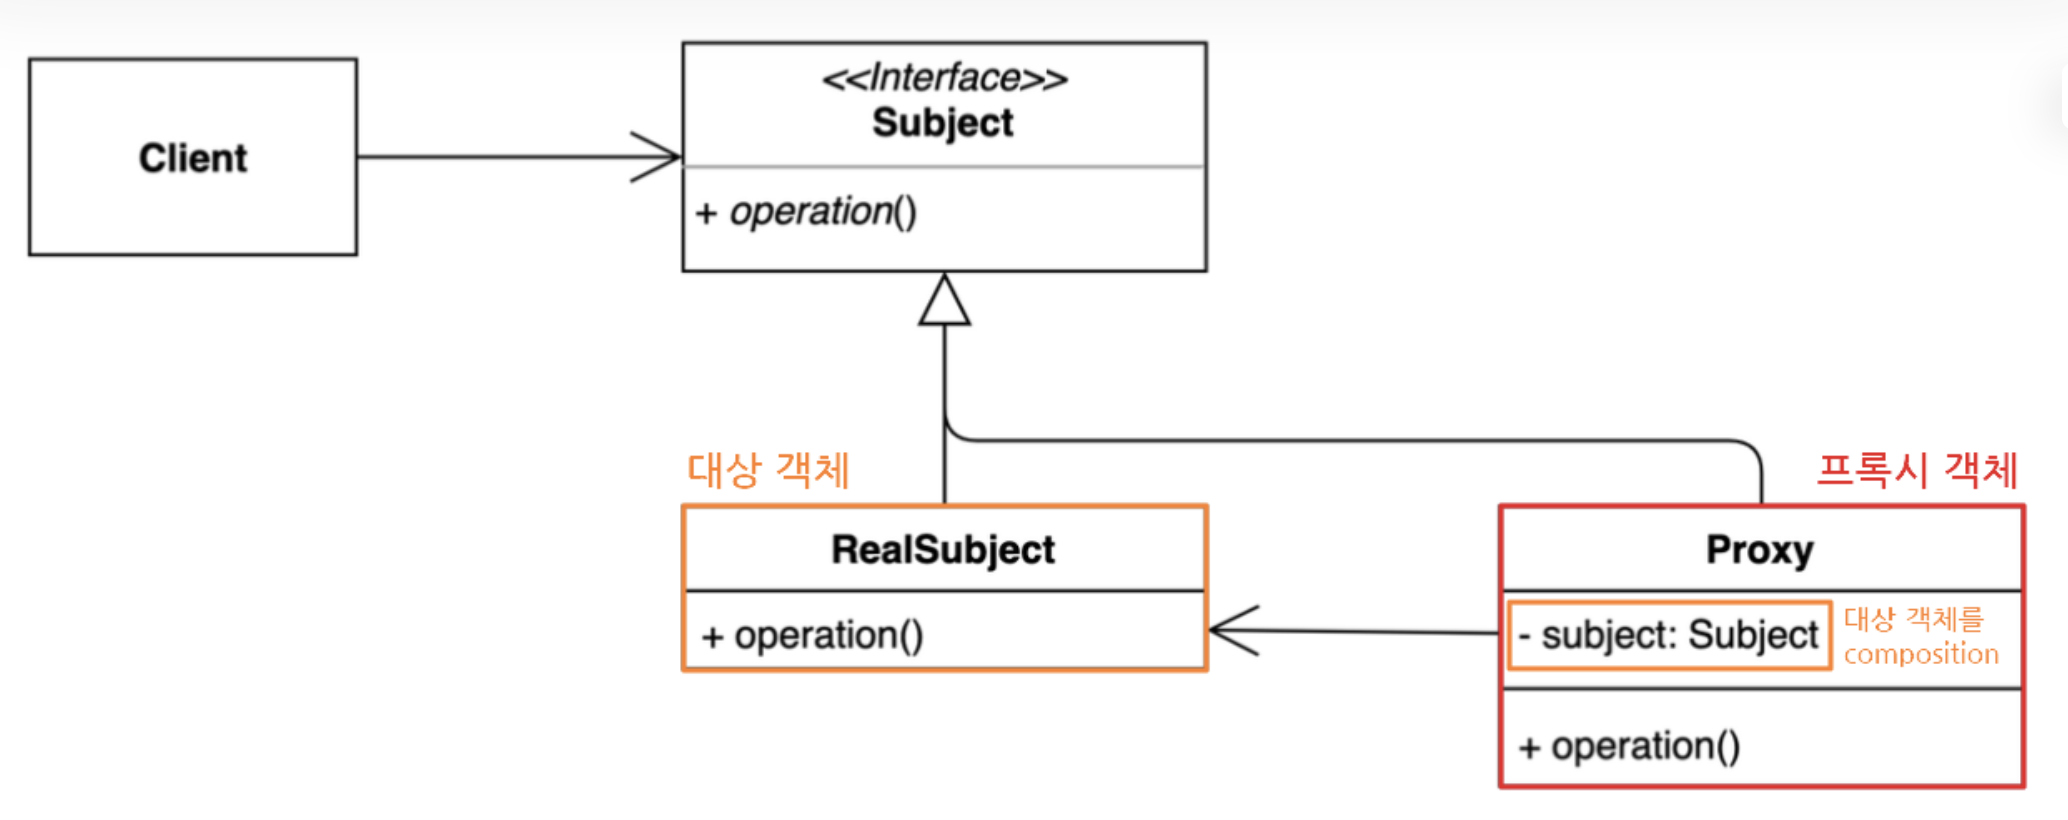 Client
<<Interface>>
Subject
+ operation()
대상 객체
프록시 객체
RealSubject
+ operation()
Proxy
- subject: Subject
대상 객체를
composition
+ operation()